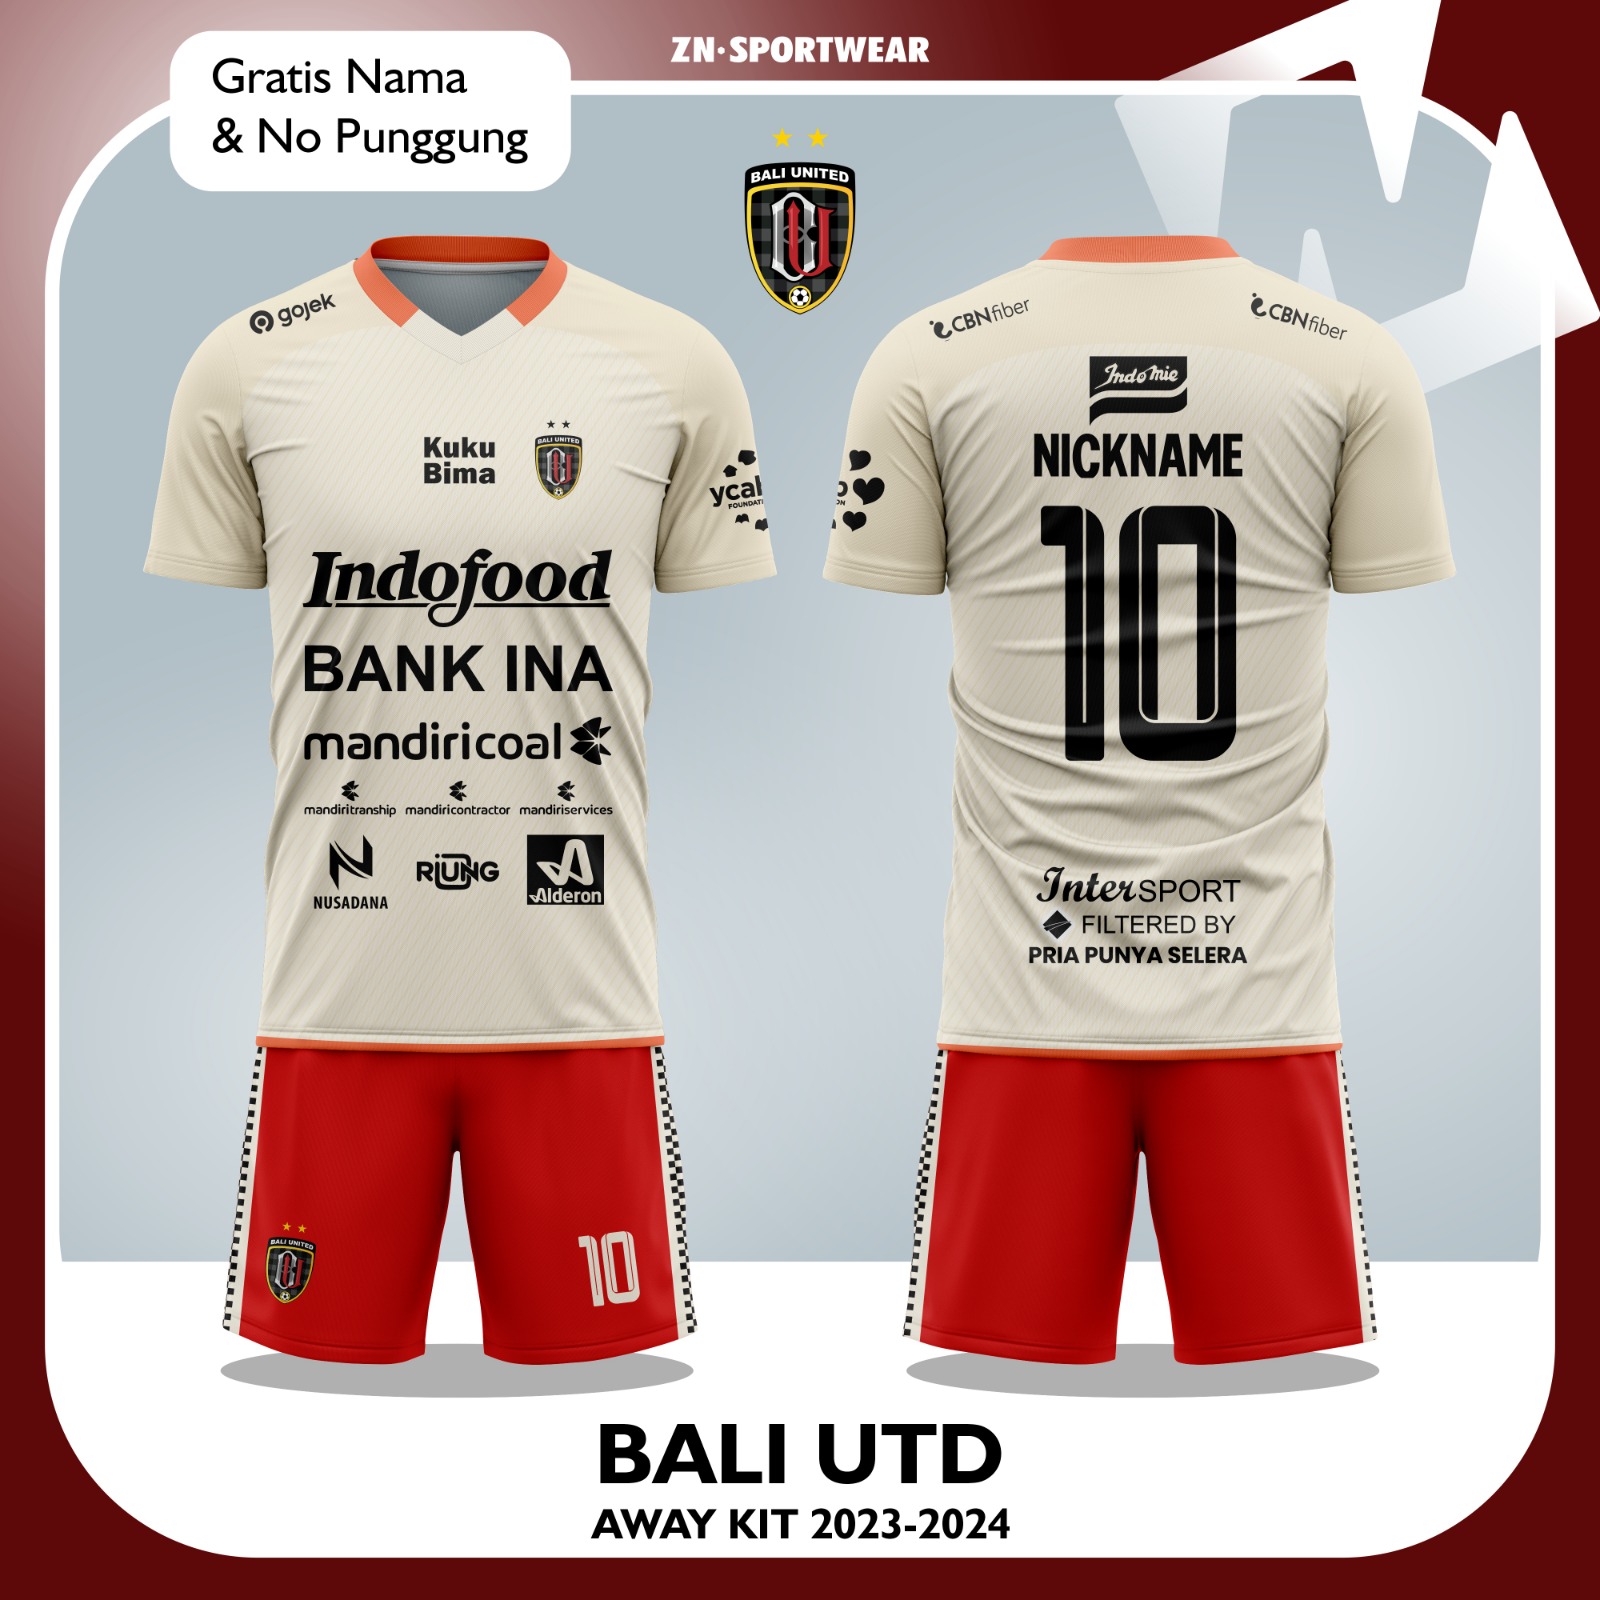 ZN·SPORTWEAR
Gratis Nama
& No Punggung
BALI UNITED
gojek
Kuku
Bima
BALI UNITED
ycab
FOUNDATI
Indofood
BANK INA
mandiricoal
mandiritranship mandiricontractor mandiriservices
NUSADANA
RIUNG
Alderon
BALI UNITED
10
CBNfiber
CBNfiber
Indomie
NICKNAME
10
InterSPORT
FILTERED BY
PRIA PUNYA SELERA
BALI UTD
AWAY KIT 2023-2024